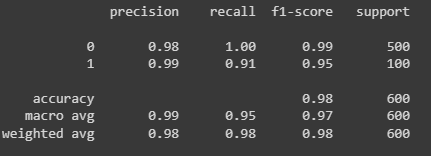 precision recall f1-score support
0 0.98 1.00 0.99 500
1 0.99 0.91 0.95 100
accuracy 0.98 600
macro avg 0.99 0.95 0.97 600
weighted avg 0.98 0.98 0.98 600